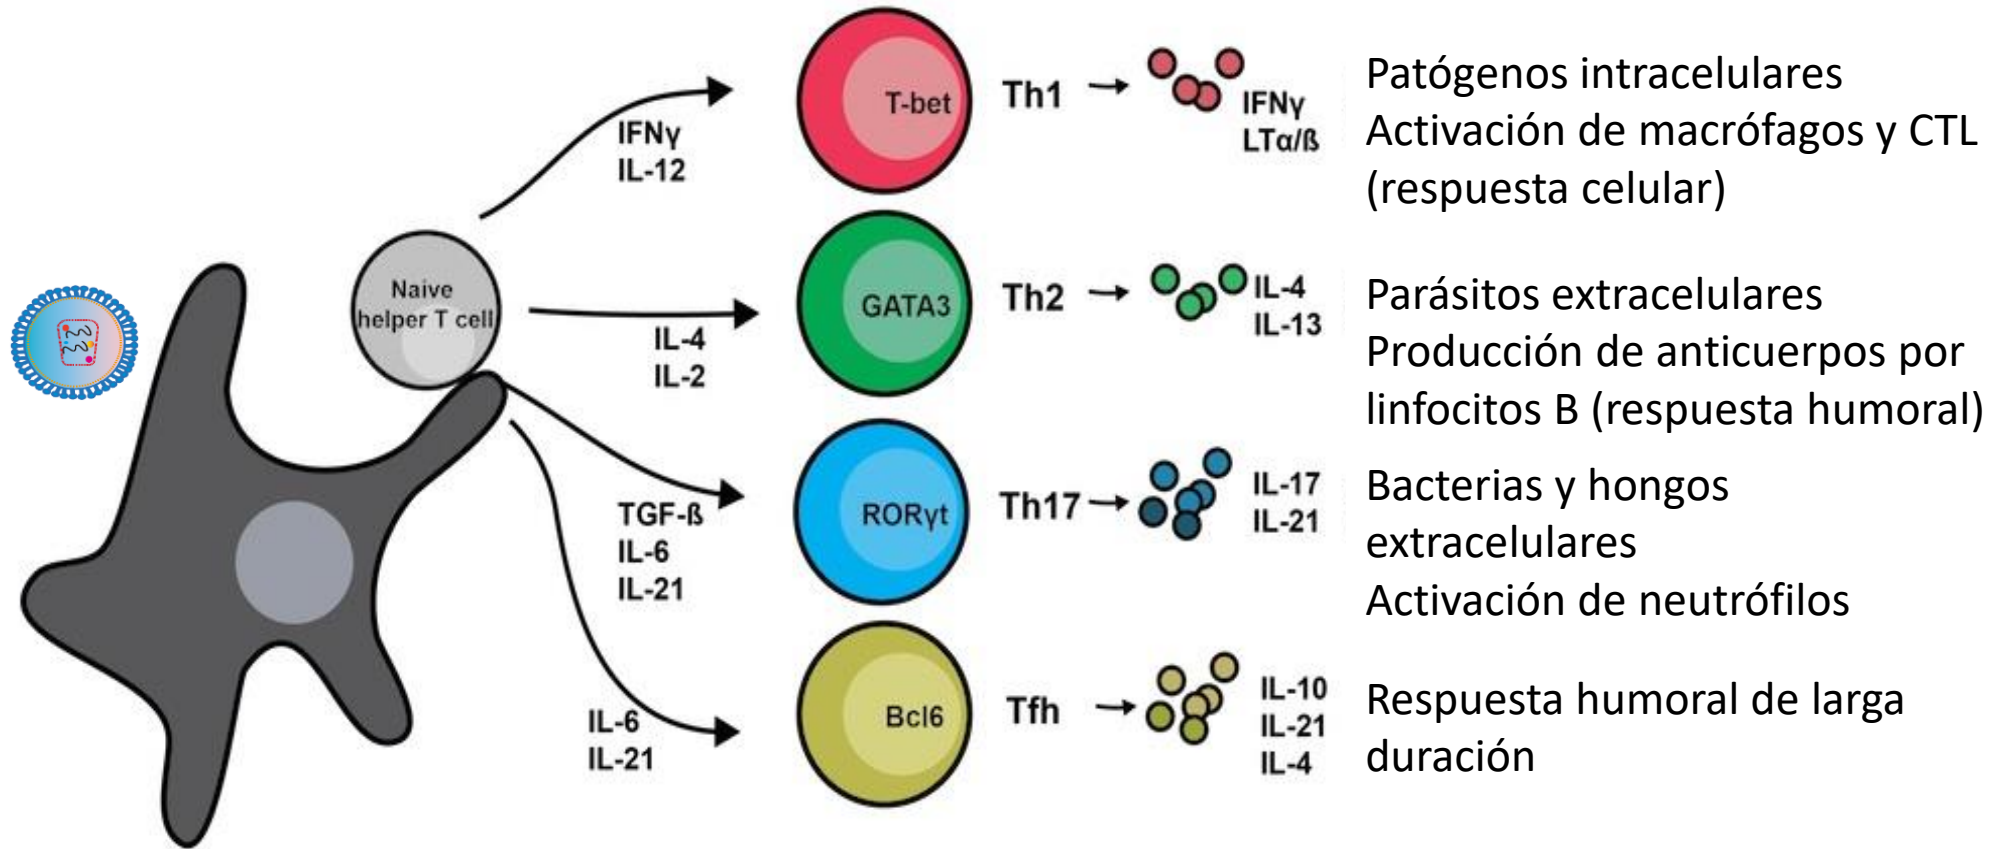 Naive
helper T cell
IFNγ
IL-12
T-bet
Th1
IFNγ
LTα/ß
Patógenos intracelulares
Activación de macrófagos y CTL
(respuesta celular)
IL-4
IL-2
GATA3
Th2
IL-4
IL-13
Parásitos extracelulares
Producción de anticuerpos por
linfocitos B (respuesta humoral)
TGF-ß
IL-6
IL-21
RORγt
Th17
IL-17
IL-21
Bacterias y hongos
extracelulares
Activación de neutrófilos
IL-6
IL-21
Bcl6
Tfh
IL-10
IL-21
IL-4
Respuesta humoral de larga
duración